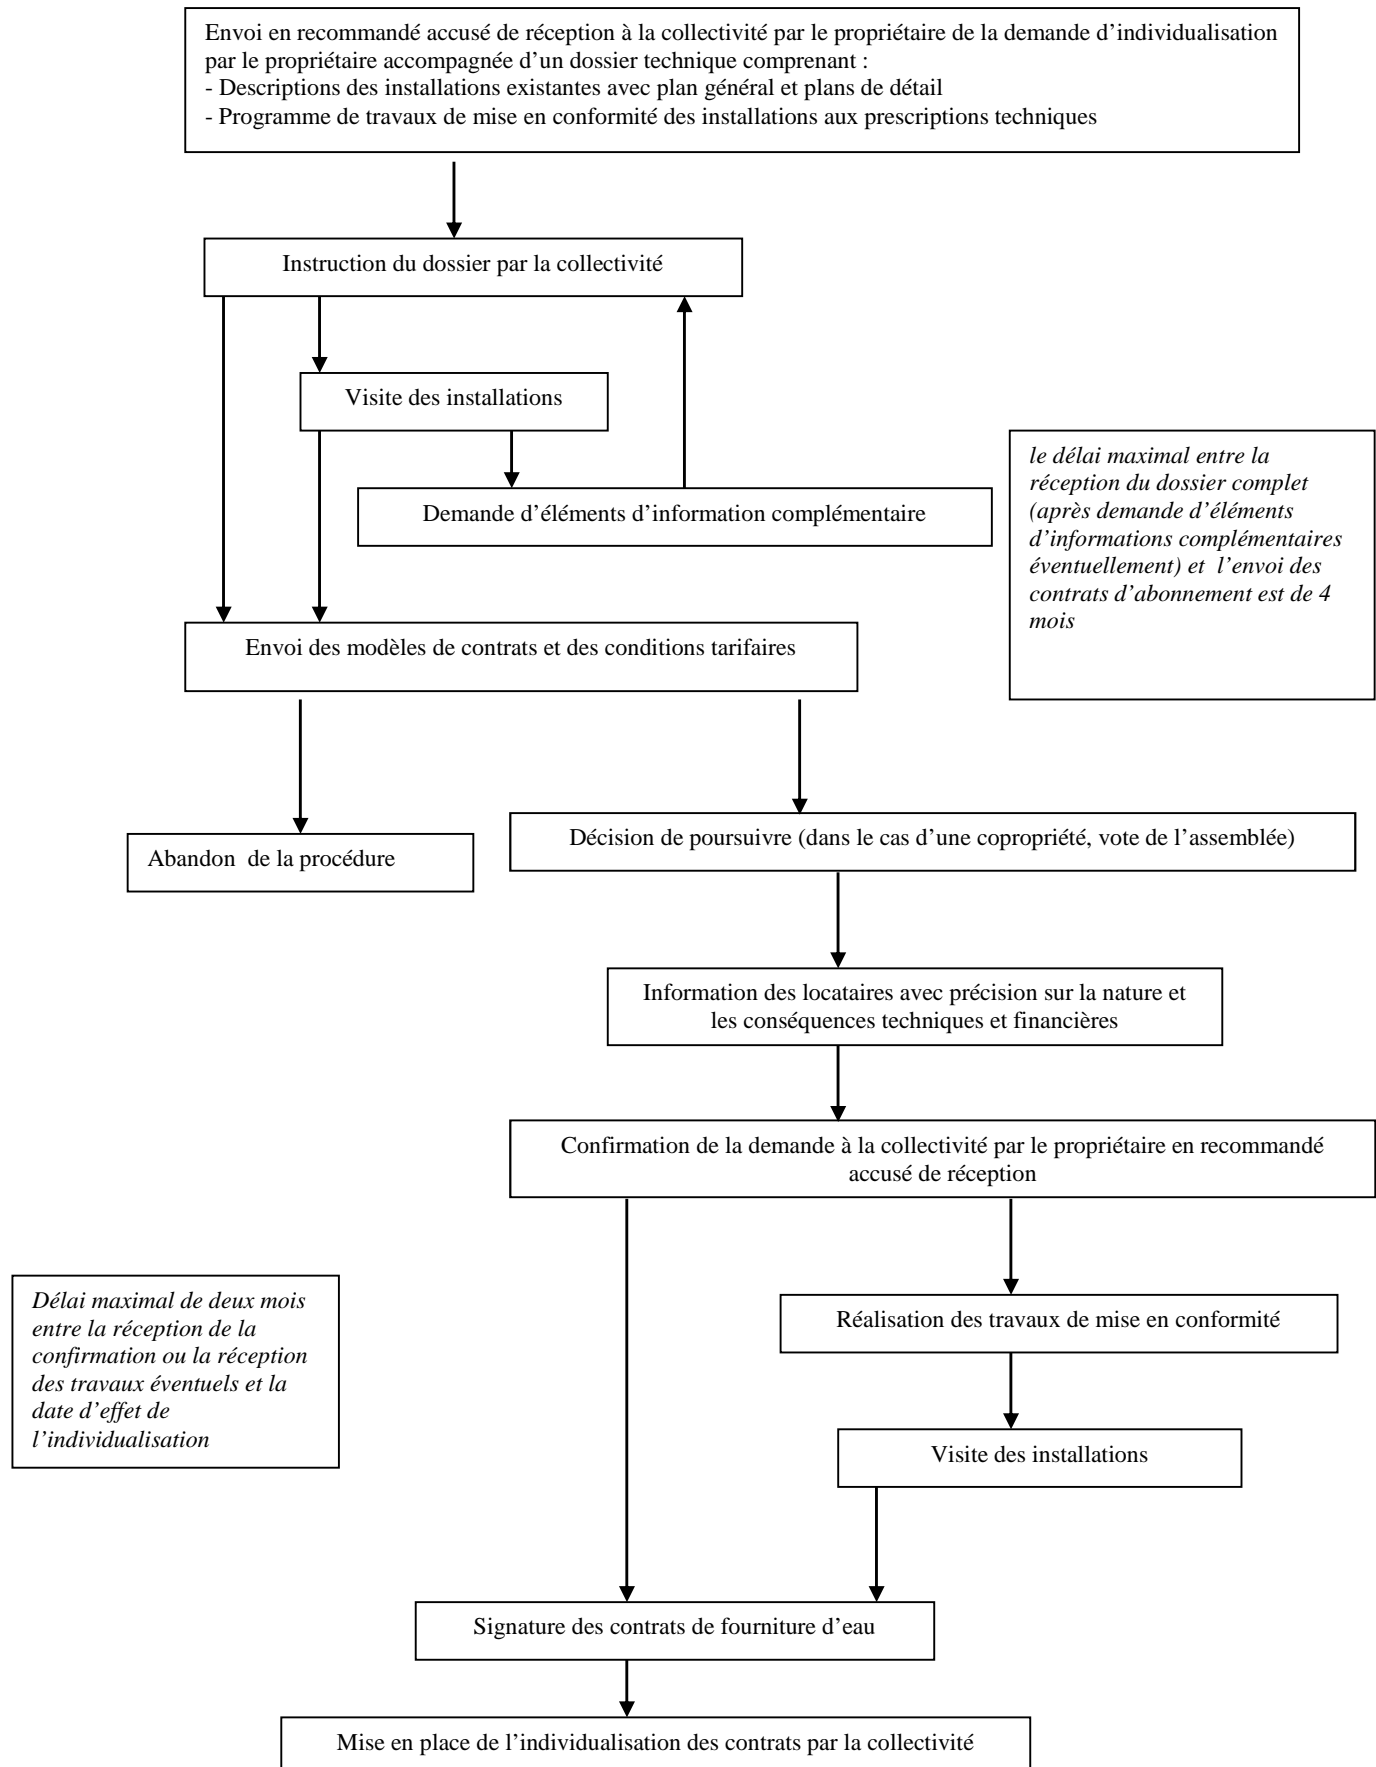 Envoi en recommandé accusé de réception à la collectivité par le propriétaire de la demande d’individualisation
par le propriétaire accompagnée d’un dossier technique comprenant :
- Descriptions des installations existantes avec plan général et plans de détail
- Programme de travaux de mise en conformité des installations aux prescriptions techniques
Instruction du dossier par la collectivité
Visite des installations
Demande d’éléments d’information complémentaire
le délai maximal entre la
réception du dossier complet
(après demande d’éléments
d’informations complémentaires
éventuellement) et l’envoi des
contrats d’abonnement est de 4
mois
Envoi des modèles de contrats et des conditions tarifaires
Décision de poursuivre (dans le cas d’une copropriété, vote de l’assemblée)
Abandon de la procédure
Information des locataires avec précision sur la nature et
les conséquences techniques et financières
Confirmation de la demande à la collectivité par le propriétaire en recommandé
accusé de réception
Délai maximal de deux mois
entre la réception de la
confirmation ou la réception
des travaux éventuels et la
date d’effet de
l’individualisation
Réalisation des travaux de mise en conformité
Visite des installations
Signature des contrats de fourniture d’eau
Mise en place de l’individualisation des contrats par la collectivité